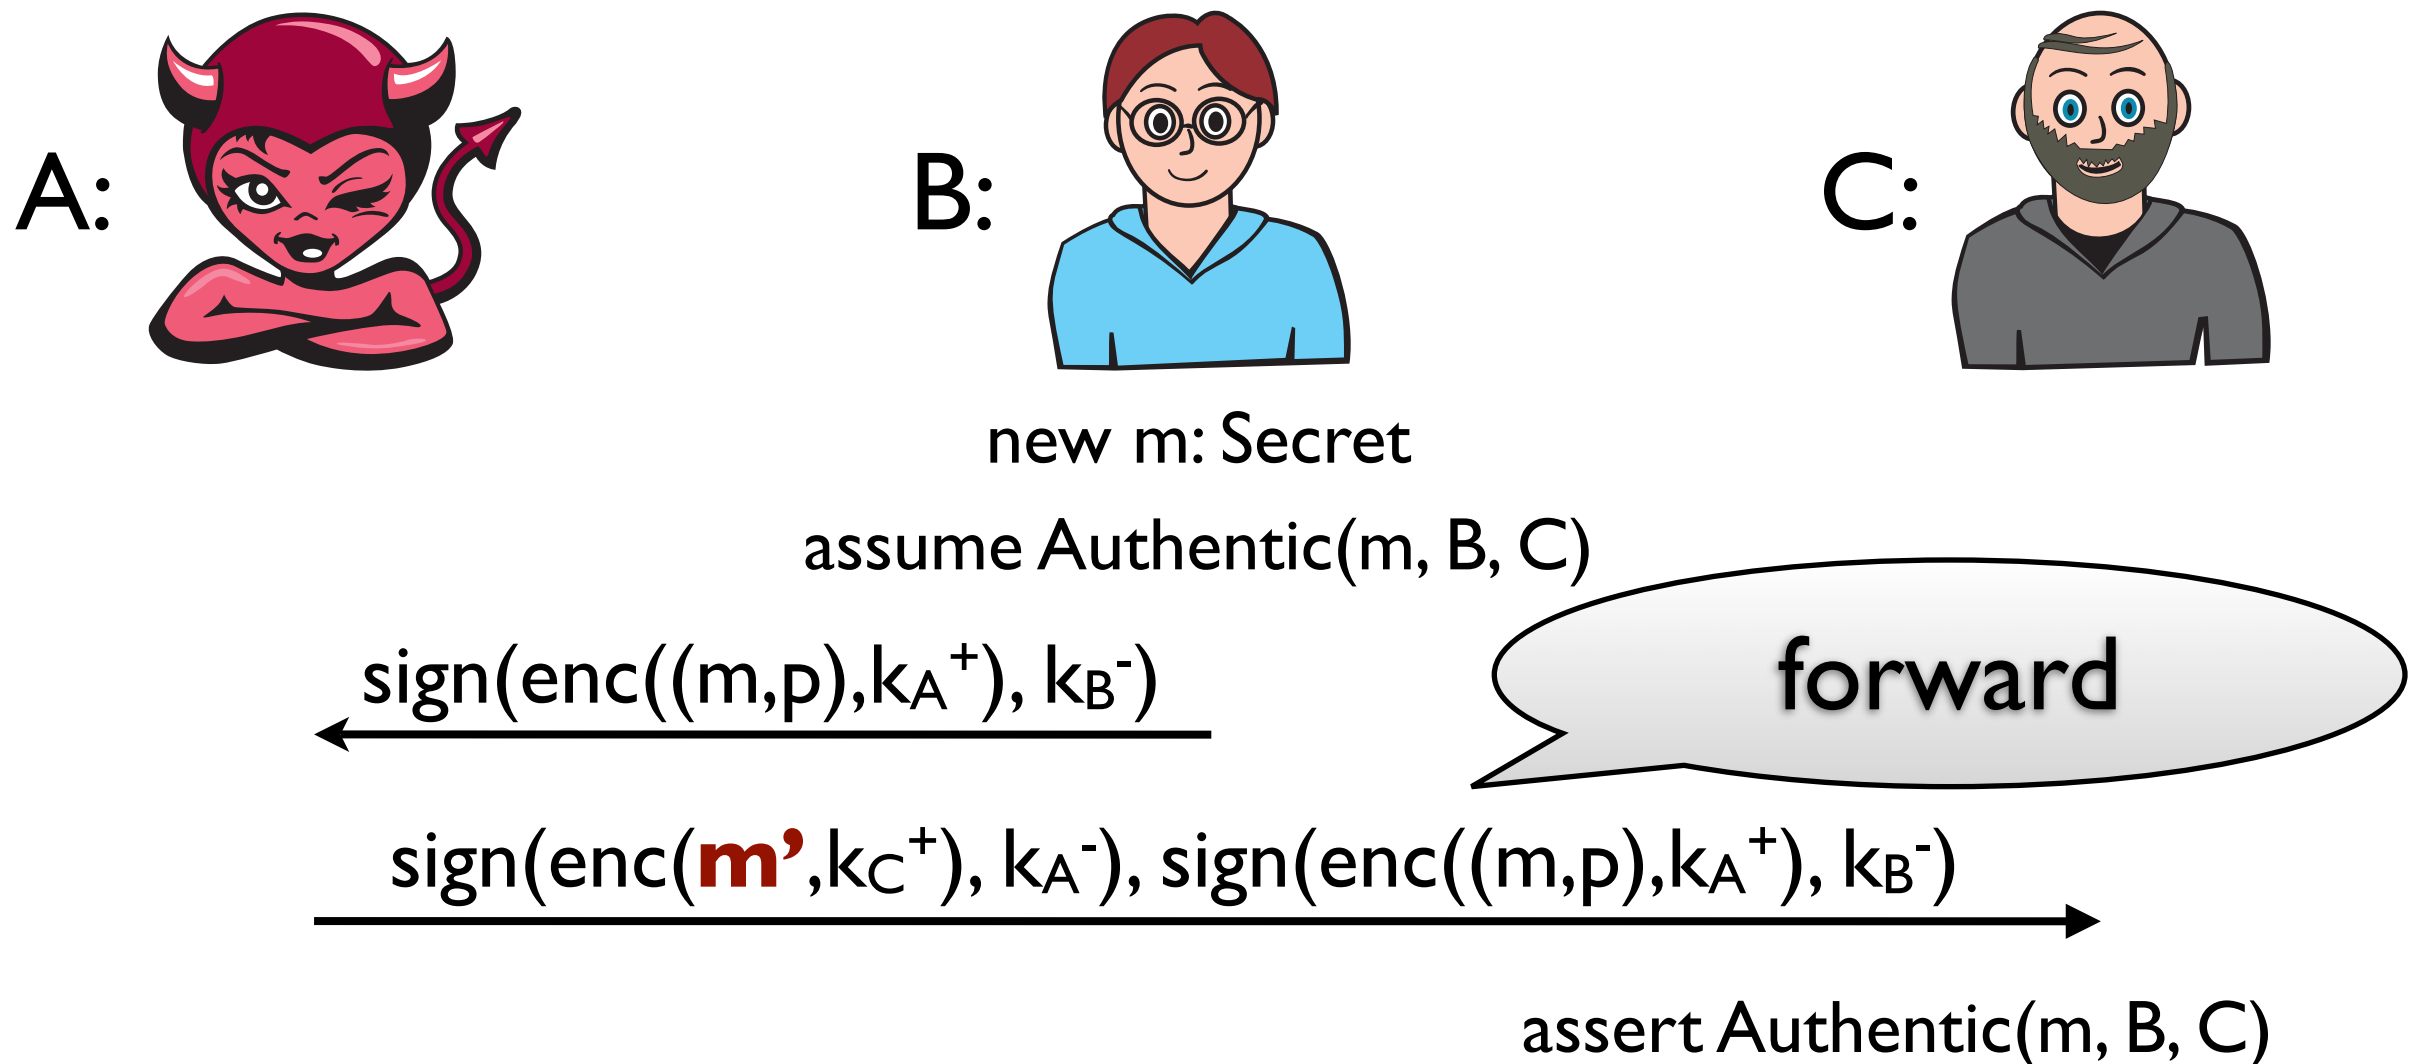 A: B: C:
new m: Secret
assume Authentic(m, B, C)
forward
sign(enc((m,p),kA+), kB-)
sign(enc(m’,kC+), kA-), sign(enc((m,p),kA+), kB-)
assert Authentic(m, B, C)